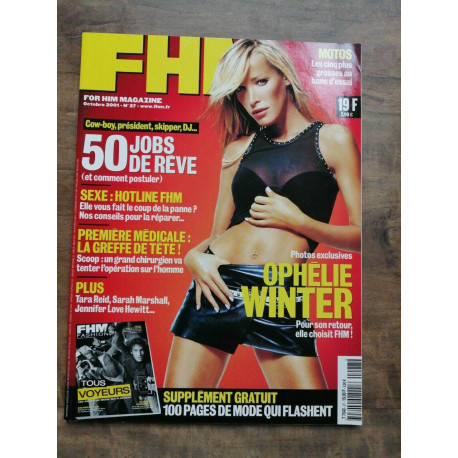 FHM
FOR HIM MAGAZINE
Octobre 2001 - N° 27 - www.fhm.fr
MOTOS
Les cinq plus
grosses au
banc d'essai
19 F
2,90 €
Cow-boy, président, skipper, DJ...
50 JOBS
DE RÊVE
(et comment postuler)
SEXE : HOTLINE FHM
Elle vous fait le coup de la panne ?
Nos conseils pour la réparer...
PREMIÈRE MÉDICALE :
LA GREFFE DE TÊTE !
Scoop : un grand chirurgien va
tenter l'opération sur l'homme
PLUS
Tara Reid, Sarah Marshall,
Jennifer Love Hewitt...
Photos exclusives
OPHÉLIE
WINTER
Pour son retour,
elle choisit FHM !
FHM
FASHION
TOUS
VOYEURS
SUPPLÉMENT GRATUIT
100 PAGES DE MODE QUI FLASHENT